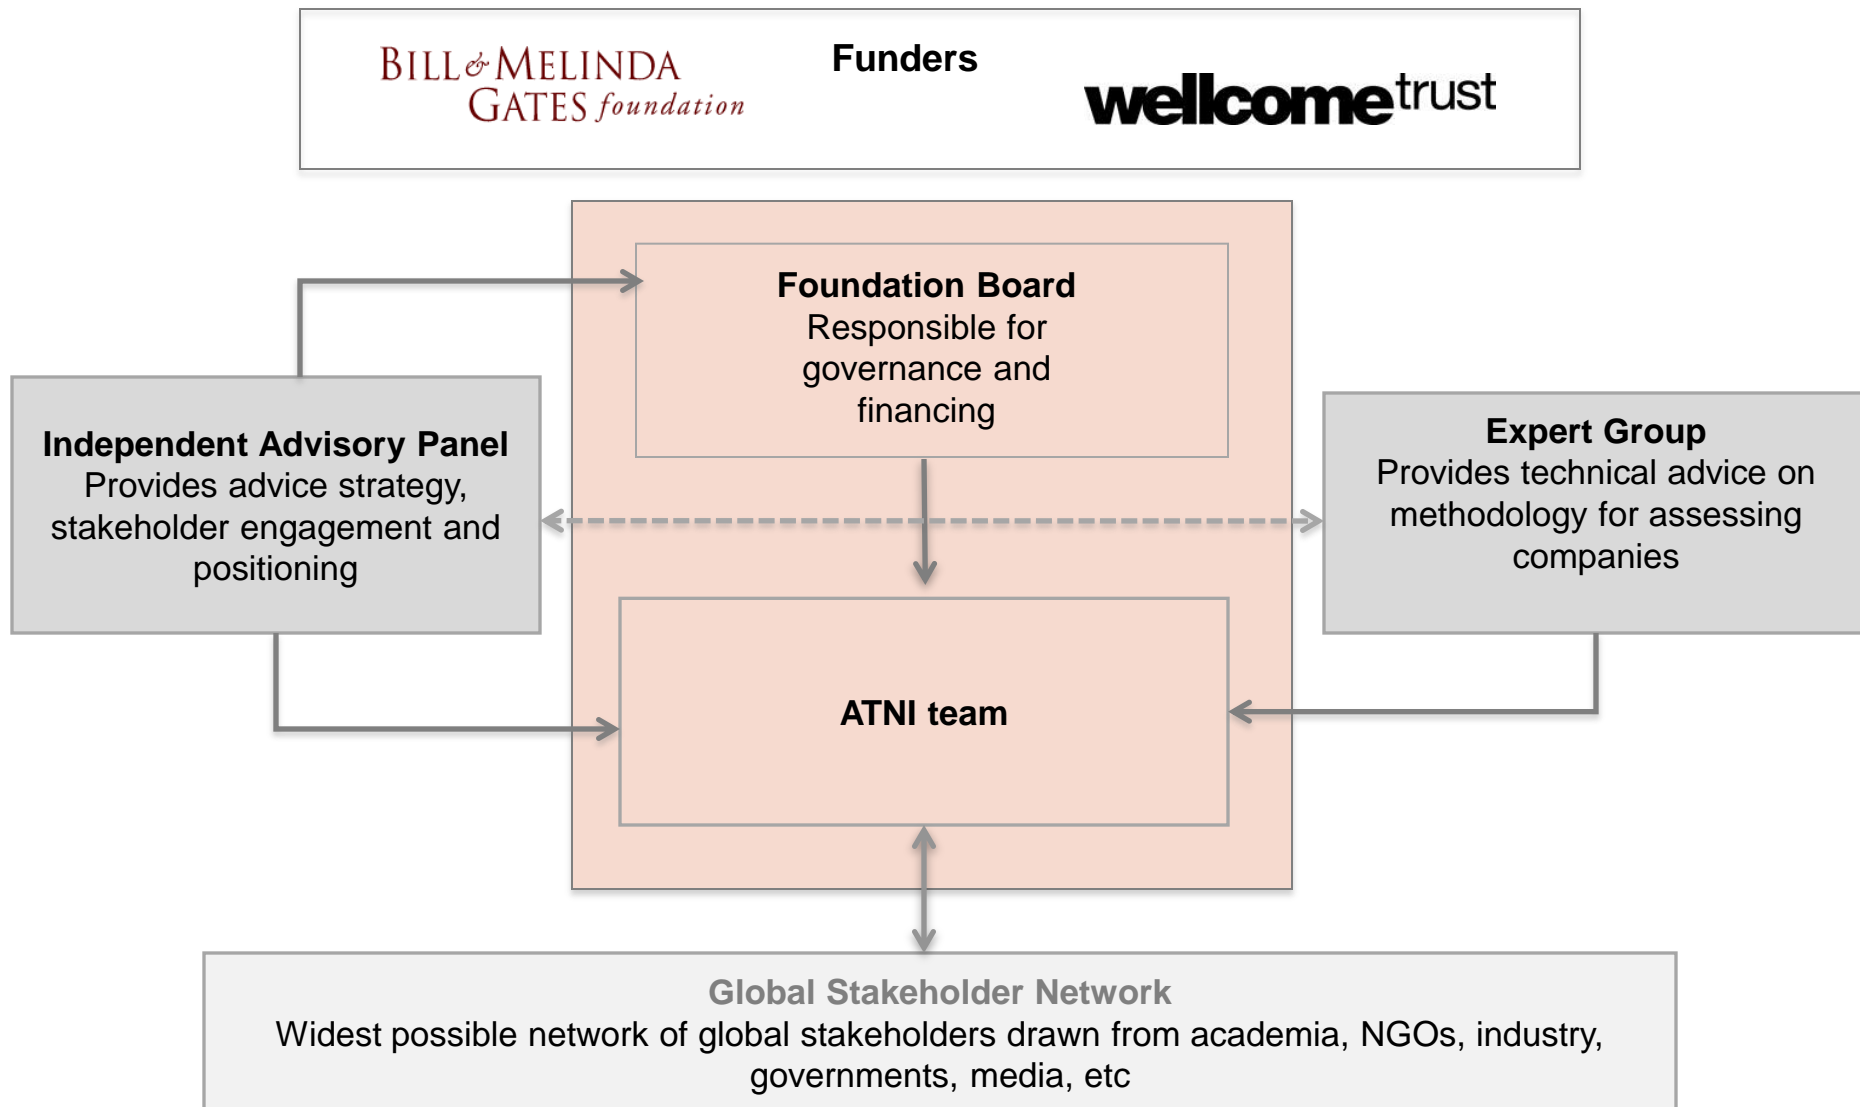 Funders
BILL & MELINDA
GATES foundation
wellcometrust
Foundation Board
Responsible for
governance and
financing
Independent Advisory Panel
Provides advice strategy,
stakeholder engagement and
positioning
Expert Group
Provides technical advice on
methodology for assessing
companies
ATNI team
Global Stakeholder Network
Widest possible network of global stakeholders drawn from academia, NGOs, industry,
governments, media, etc